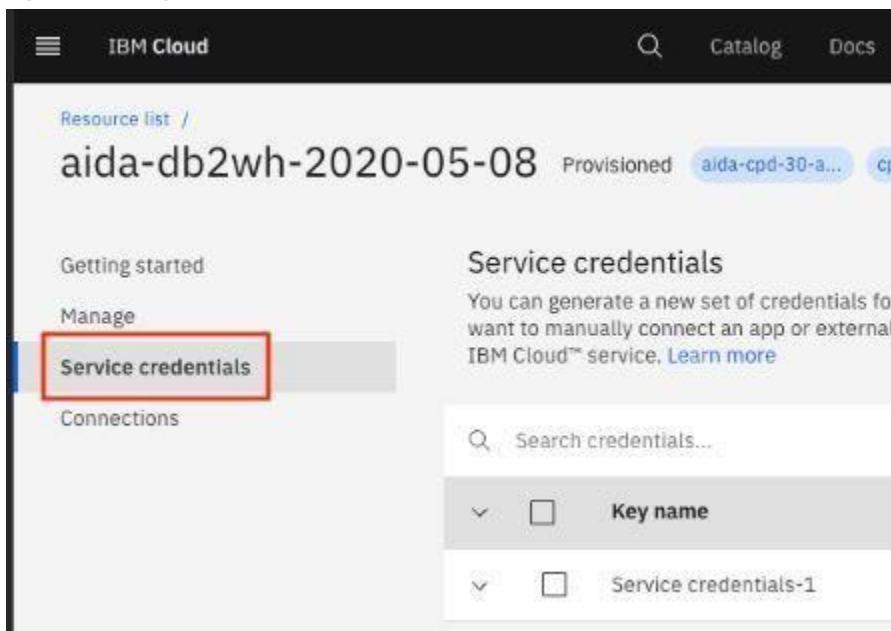 IBM Cloud Catalog Docs
Resource list /
aida-db2wh-2020-05-08 Provisioned aida-cpd-30-a... cp
Getting started
Manage
Service credentials
Connections
Service credentials
You can generate a new set of credentials fo
want to manually connect an app or external
IBM Cloud™ service. Learn more
Search credentials...
Key name
Service credentials-1